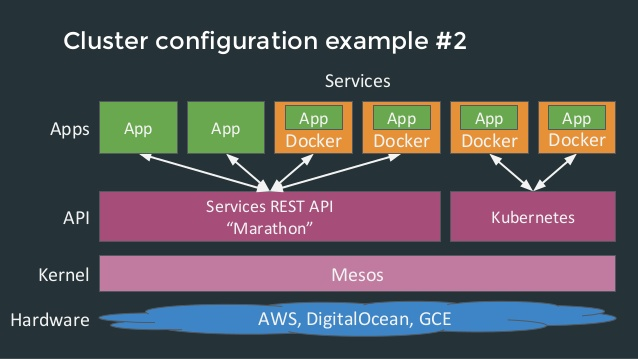 Cluster configuration example #2
Services
Apps
App
App
App
Docker
App
Docker
App
Docker
App
Docker
API
Services REST API
“Marathon”
Kubernetes
Kernel
Mesos
Hardware
AWS, DigitalOcean, GCE